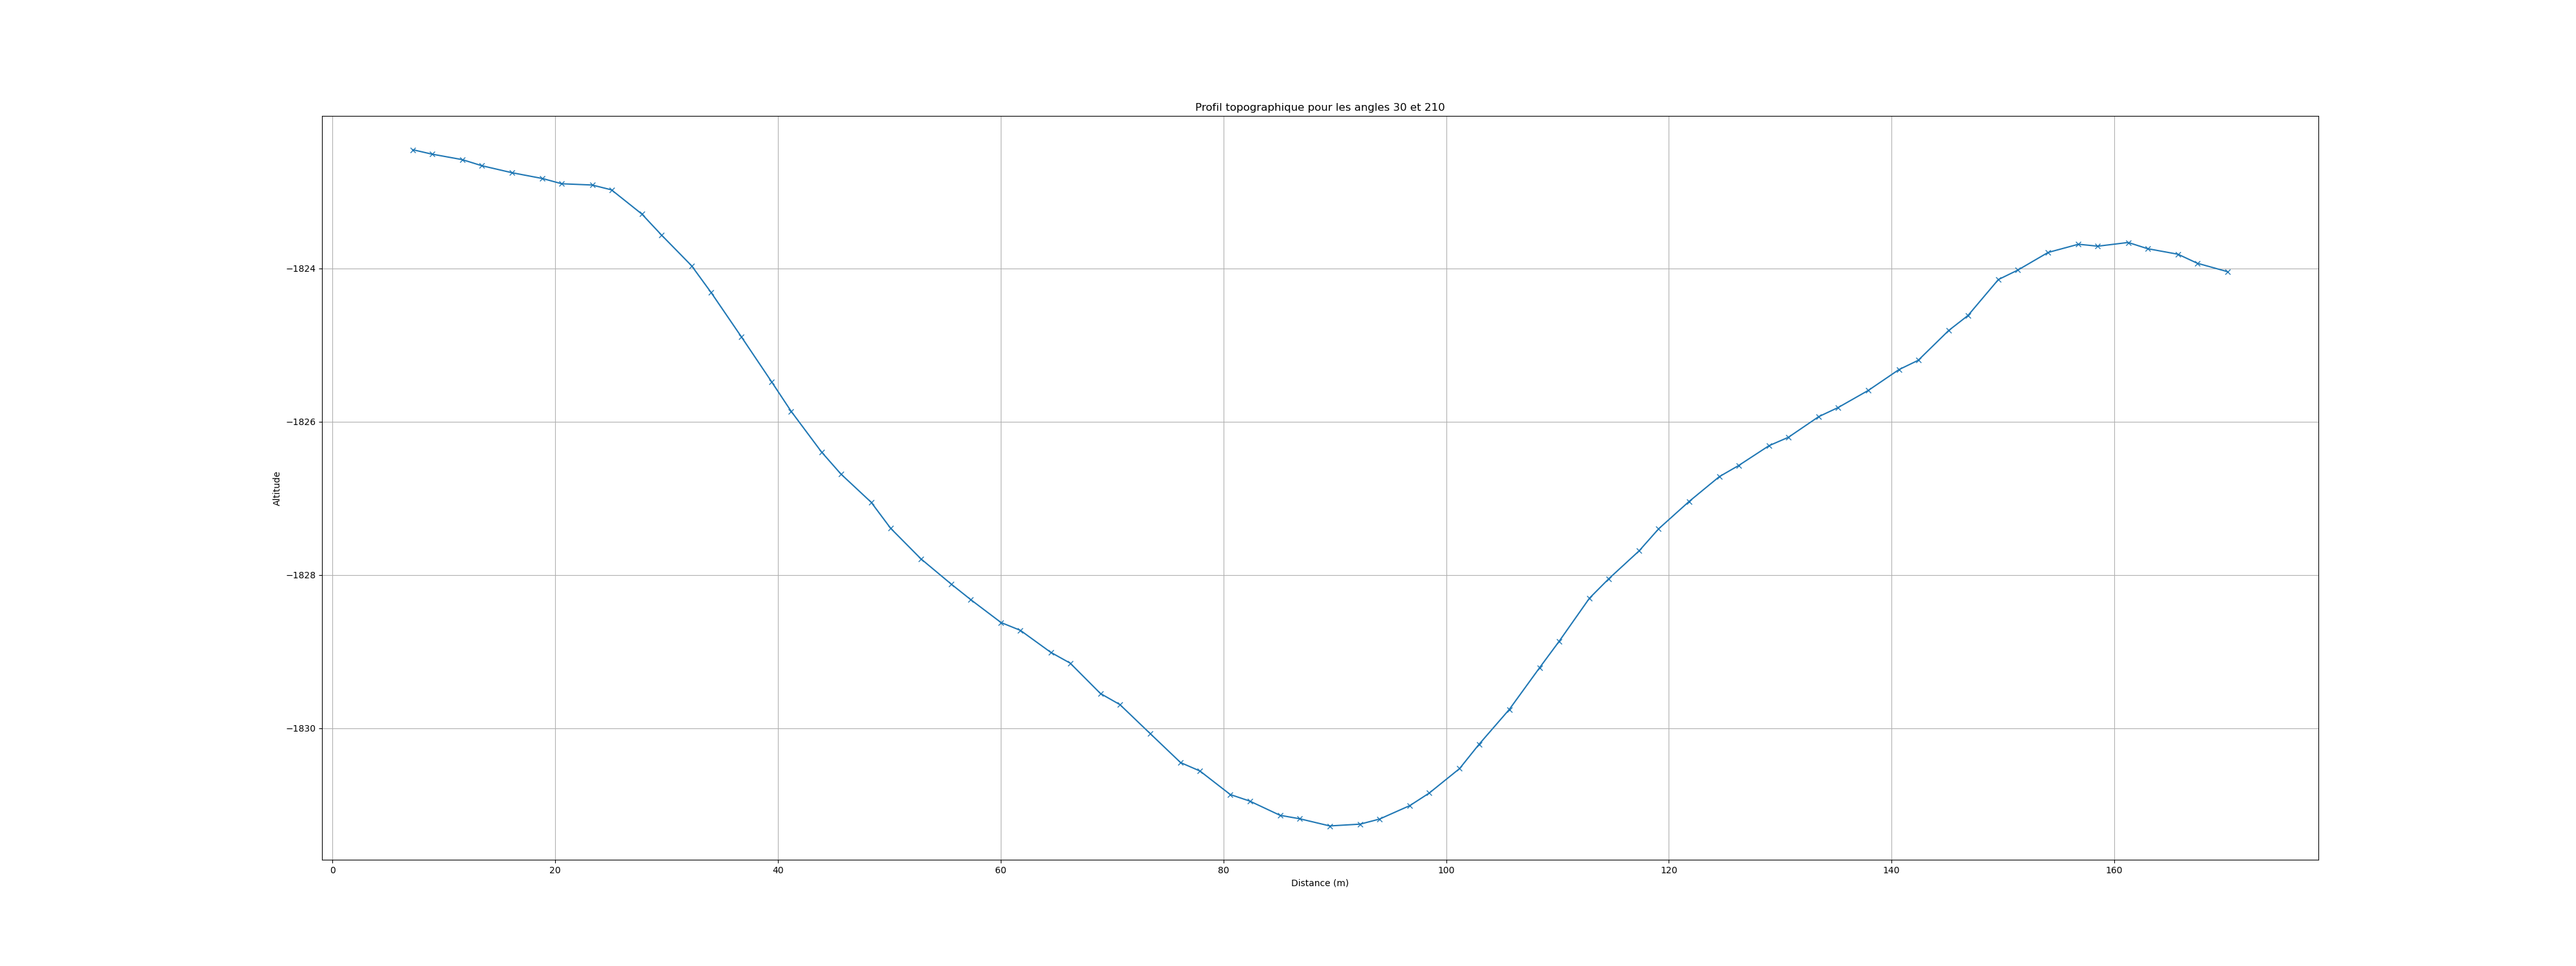 Profil topographique pour les angles 30 et 210
−1824
−1826
−1828
−1830
Altitude
0 20 40 60 80 100 120 140 160
Distance (m)